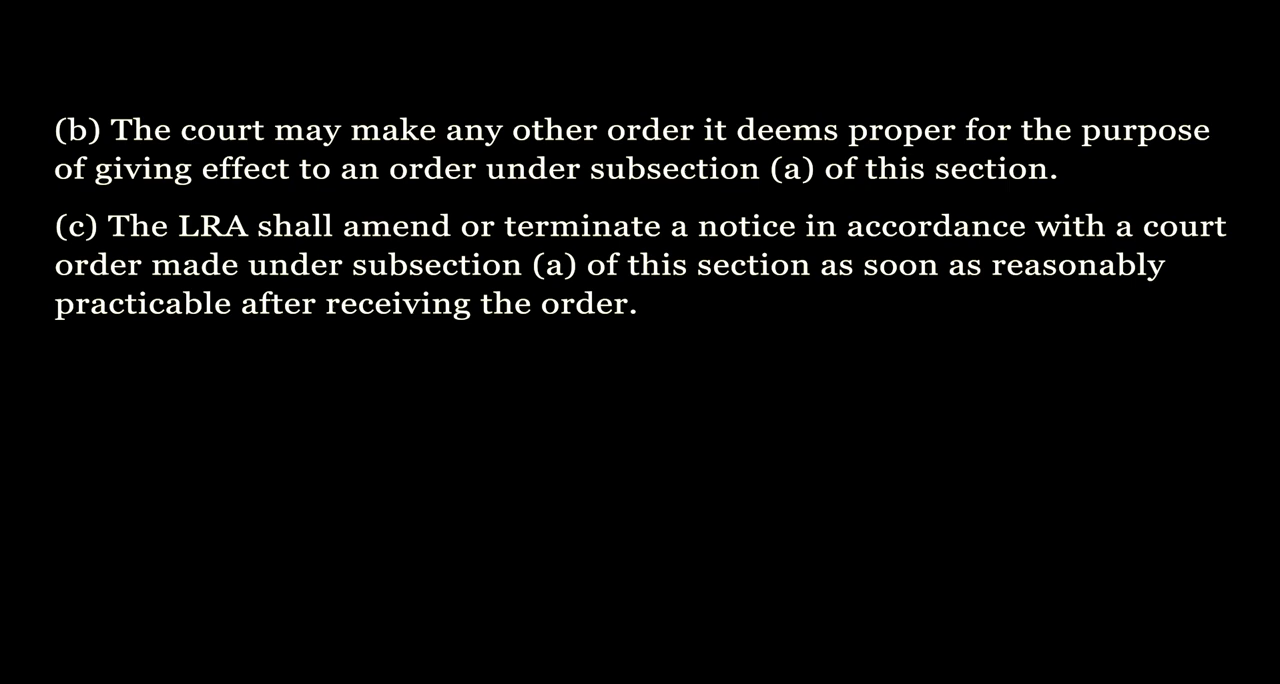 (b) The court may make any other order it deems proper for the purpose
of giving effect to an order under subsection (a) of this section.
(c) The LRA shall amend or terminate a notice in accordance with a court
order made under subsection (a) of this section as soon as reasonably
practicable after receiving the order.